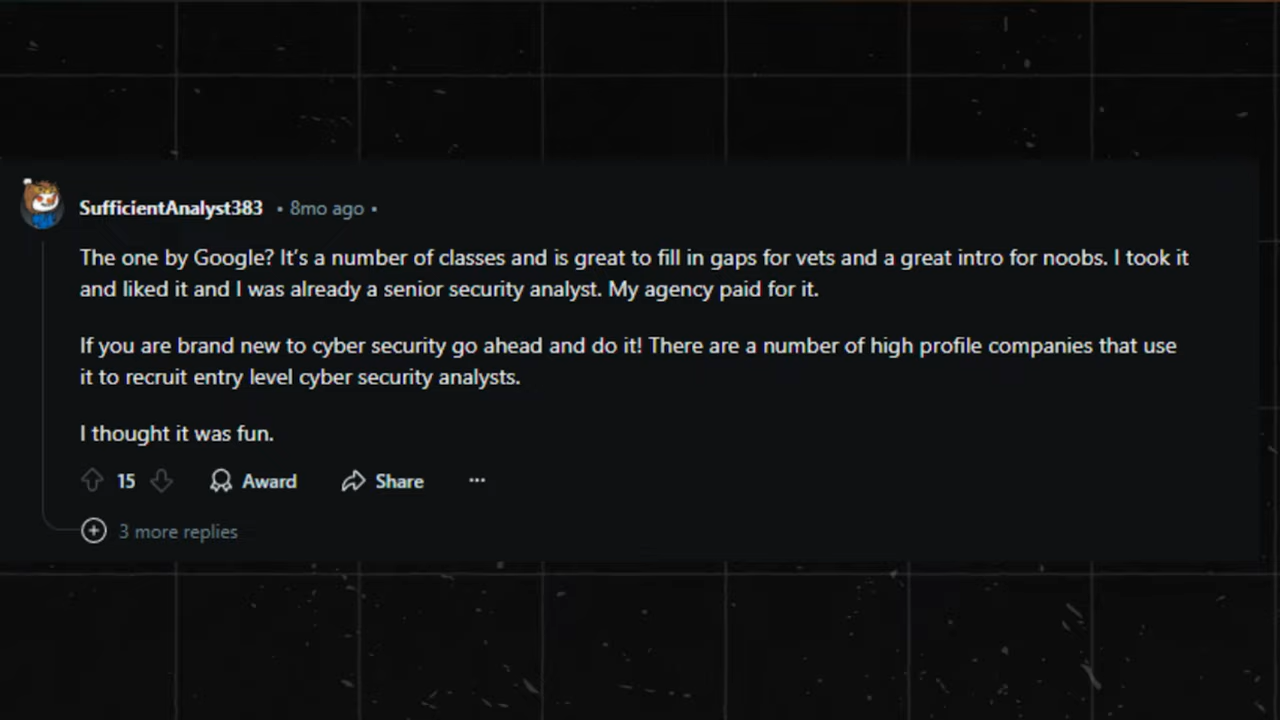 SufficientAnalyst383 • 8mo ago •
The one by Google? It's a number of classes and is great to fill in gaps for vets and a great intro for noobs. I took it
and liked it and I was already a senior security analyst. My agency paid for it.
If you are brand new to cyber security go ahead and do it! There are a number of high profile companies that use
it to recruit entry level cyber security analysts.
I thought it was fun.
15 Award Share ...
3 more replies